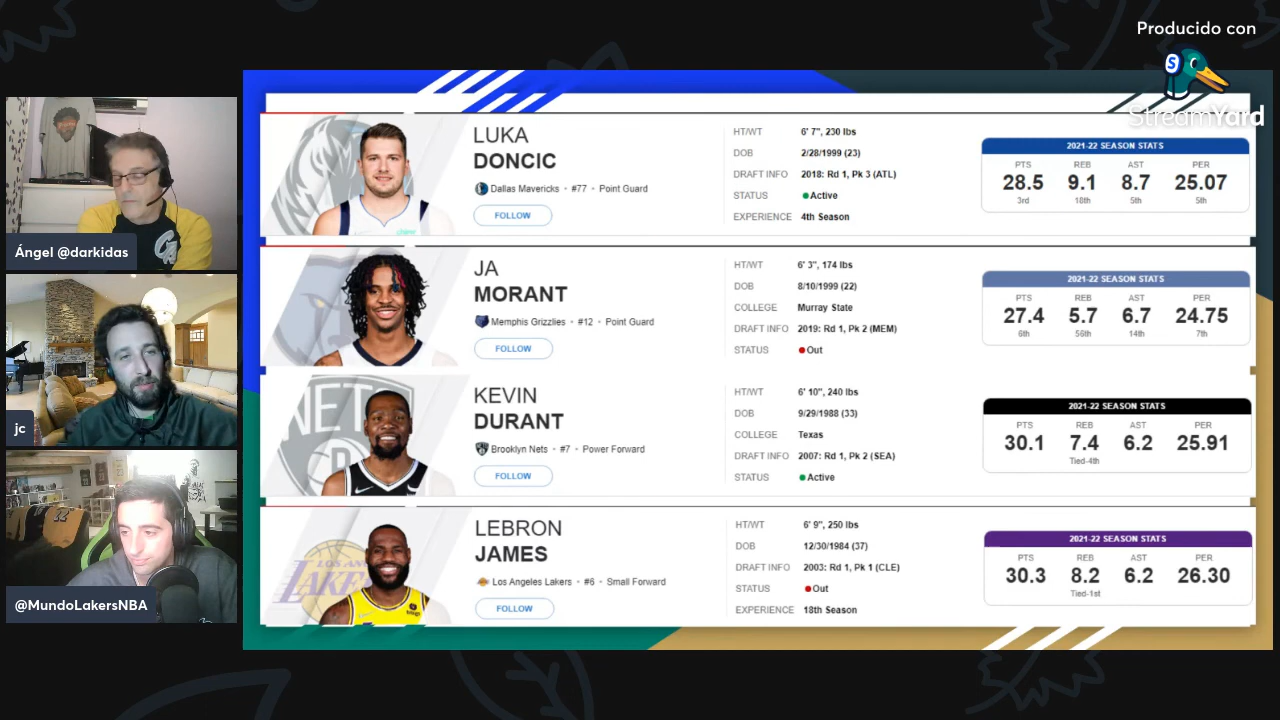 Producido con
StreamYard
Ángel @darkidas
jc
@MundoLakersNBA
LUKA
DONCIC
Dallas Mavericks • #77 • Point Guard
FOLLOW
HT/WT 6' 7", 230 lbs
DOB 2/28/1999 (23)
DRAFT INFO 2018: Rd 1, Pk 3 (ATL)
STATUS Active
EXPERIENCE 4th Season
2021-22 SEASON STATS
PTS REB AST PER
28.5 9.1 8.7 25.07
3rd 18th 5th 5th
JA
MORANT
Memphis Grizzlies • #12 • Point Guard
FOLLOW
HT/WT 6' 3", 174 lbs
DOB 8/10/1999 (22)
COLLEGE Murray State
DRAFT INFO 2019: Rd 1, Pk 2 (MEM)
STATUS Out
2021-22 SEASON STATS
PTS REB AST PER
27.4 5.7 6.7 24.75
6th 56th 14th 7th
NETS
KEVIN
DURANT
Brooklyn Nets • #7 • Power Forward
FOLLOW
HT/WT 6' 10", 240 lbs
DOB 9/29/1988 (33)
COLLEGE Texas
DRAFT INFO 2007: Rd 1, Pk 2 (SEA)
STATUS Active
2021-22 SEASON STATS
PTS REB AST PER
30.1 7.4 6.2 25.91
Tied-4th
LEBRON
JAMES
Los Angeles Lakers • #6 • Small Forward
FOLLOW
HT/WT 6' 9", 250 lbs
DOB 12/30/1984 (37)
DRAFT INFO 2003: Rd 1, Pk 1 (CLE)
STATUS Out
EXPERIENCE 18th Season
2021-22 SEASON STATS
PTS REB AST PER
30.3 8.2 6.2 26.30
Tied-1st